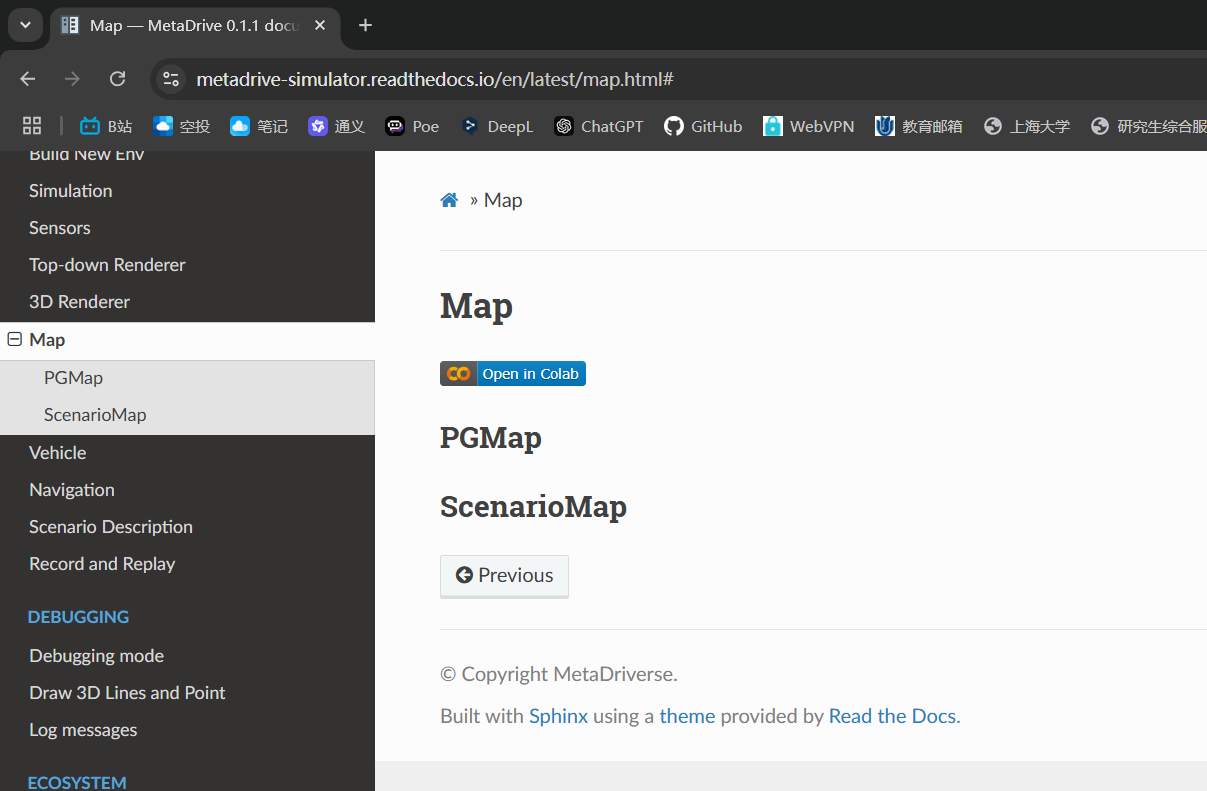 Map — MetaDrive 0.1.1 docu
metadrive-simulator.readthedocs.io/en/latest/map.html#
B站 空投 笔记 通义 Poe DeepL ChatGPT GitHub WebVPN 教育邮箱 上海大学 研究生综合服
Build New Env
Simulation
Sensors
Top-down Renderer
3D Renderer
Map
PGMap
ScenarioMap
Vehicle
Navigation
Scenario Description
Record and Replay
DEBUGGING
Debugging mode
Draw 3D Lines and Point
Log messages
ECOSYSTEM
» Map
Map
Open in Colab
PGMap
ScenarioMap
Previous
© Copyright MetaDriverse.
Built with Sphinx using a theme provided by Read the Docs.